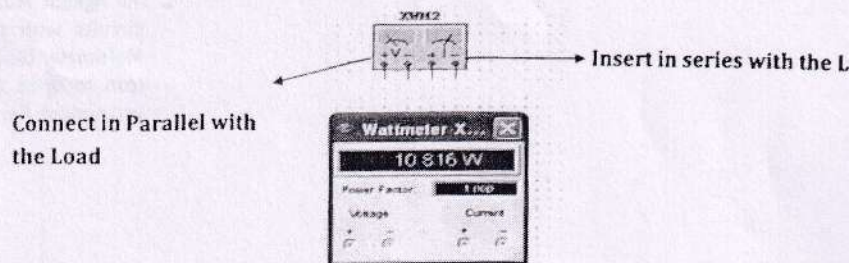 XWM2
Insert in series with the L
Connect in Parallel with
the Load
V
+ - + -
Wattmeter X...
10.816 W
Power Factor: 1.000
Voltage Current
+ - + -